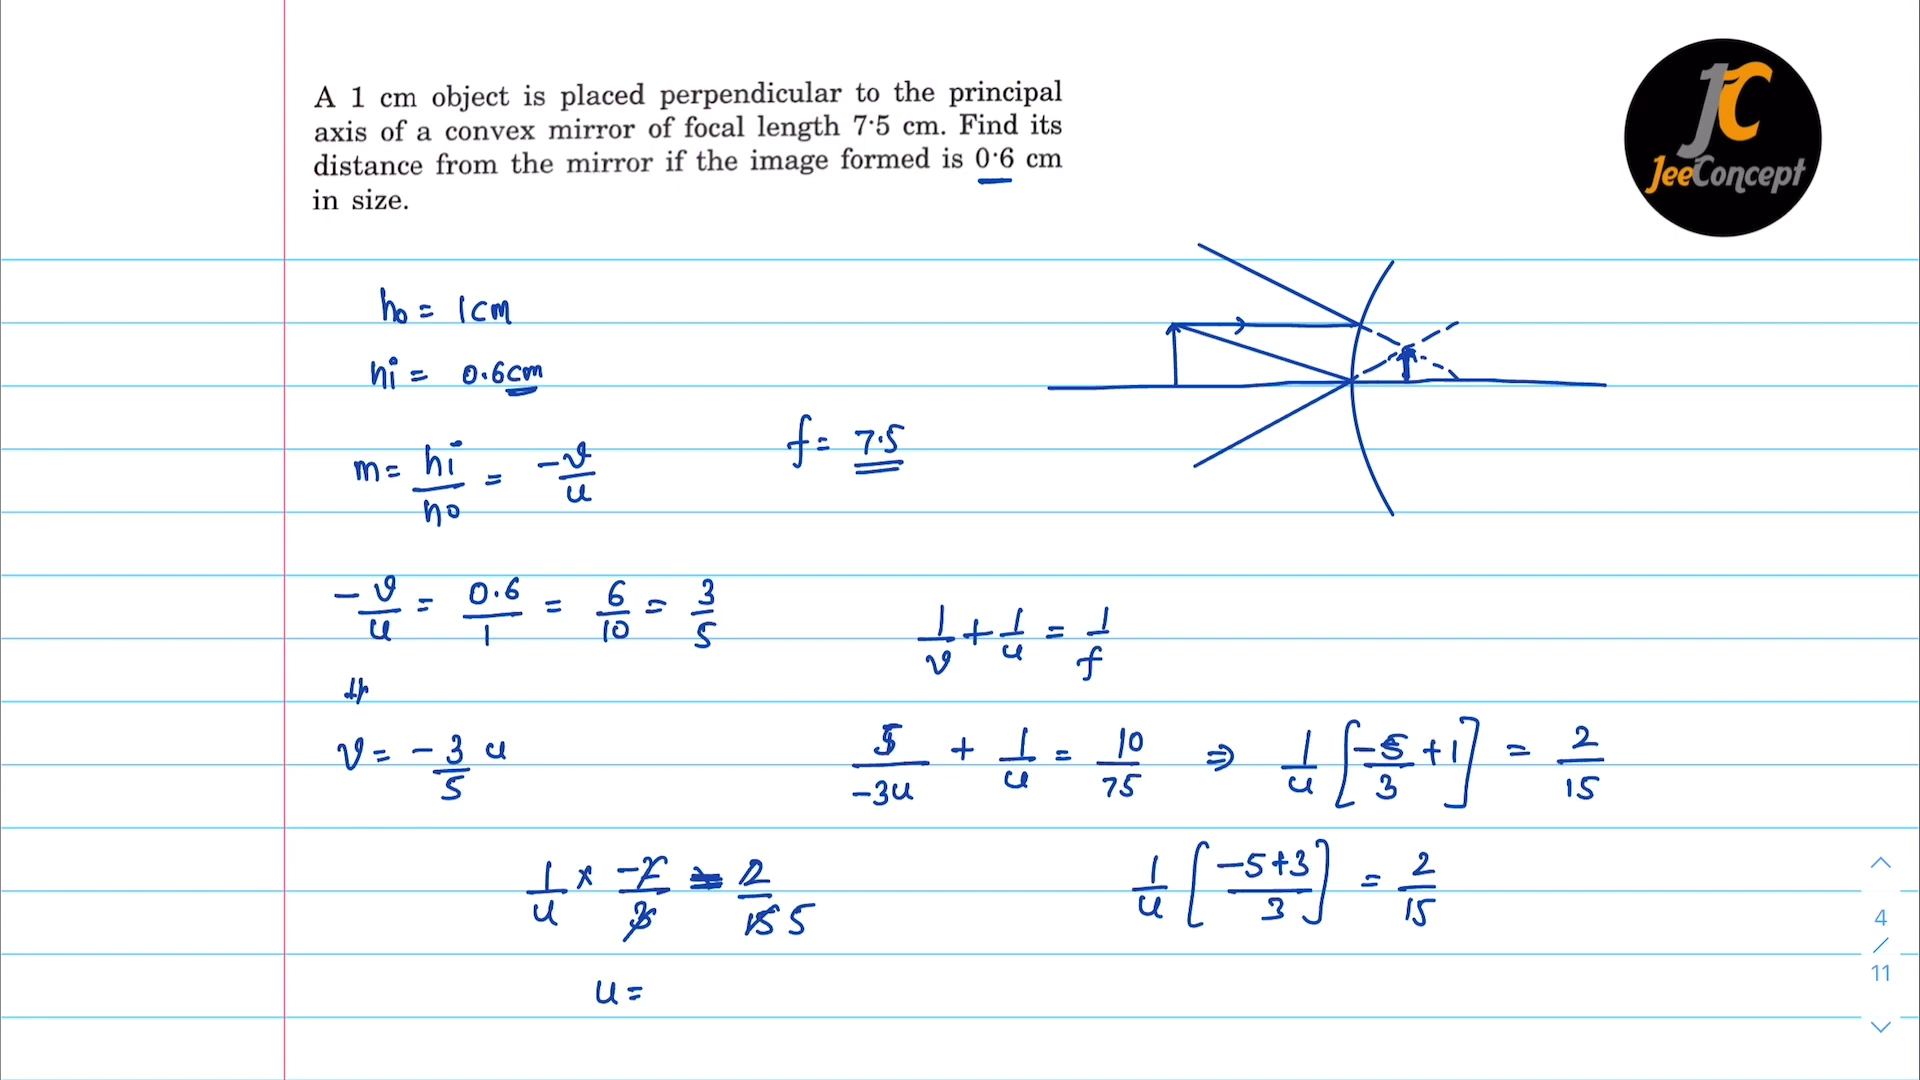 A 1 cm object is placed perpendicular to the principal
axis of a convex mirror of focal length 7·5 cm. Find its
distance from the mirror if the image formed is 0·6 cm
in size.
JC
JeeConcept
ho = 1cm
hi = 0.6cm
m = hi/ho = -v/u
f = 7.5
-v/u = 0.6/1 = 6/10 = 3/5
1/v + 1/u = 1/f
v = -3/5 u
5/-3u + 1/u = 10/75 ⇒ 1/u [-5/3 + 1] = 2/15
1/u × -2/3 = 2/15 5
1/u [-5+3/3] = 2/15
u =
4
/
11